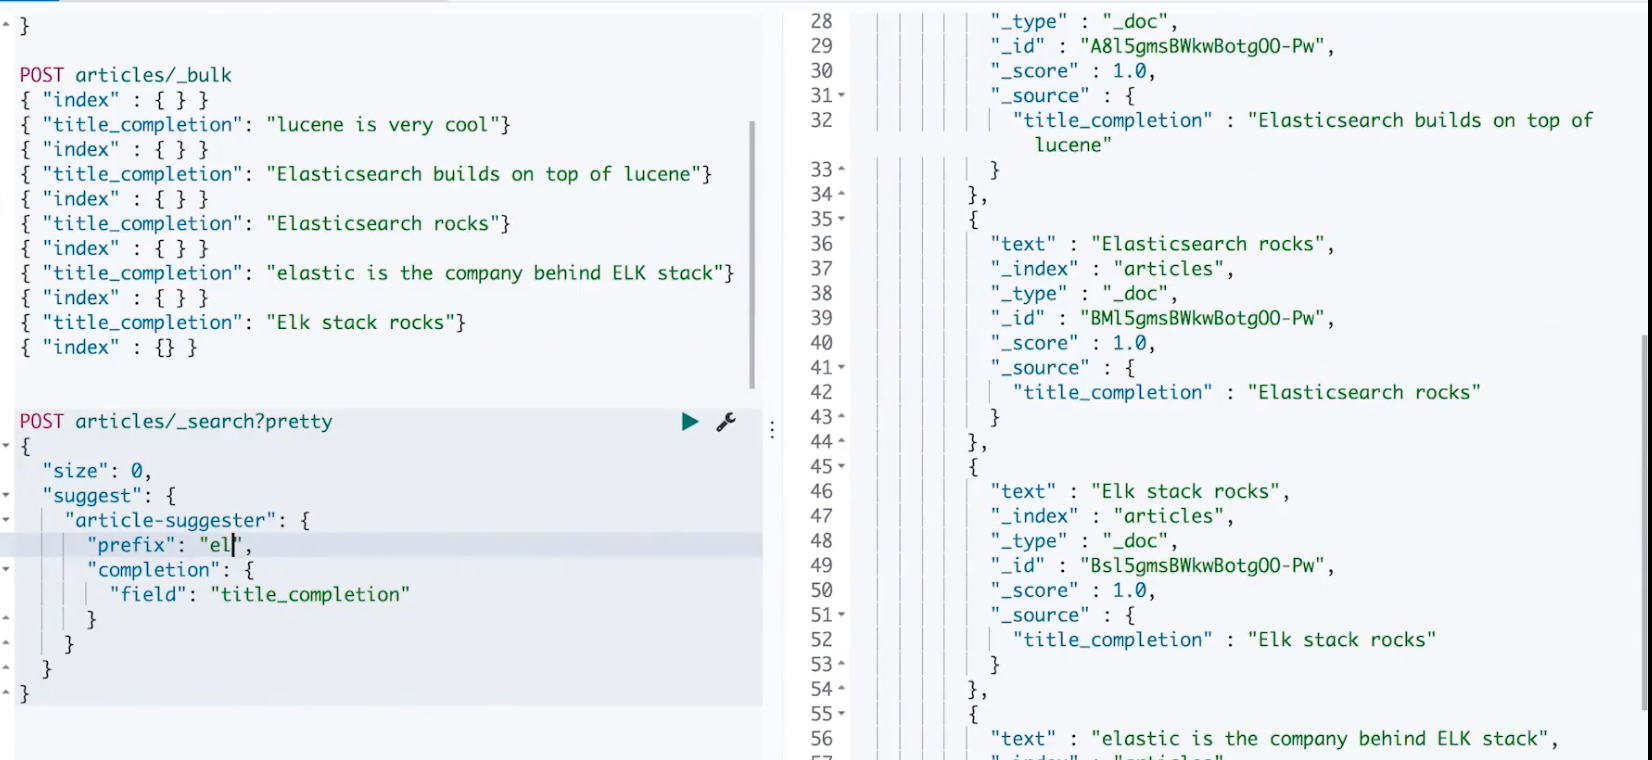 }
POST articles/_bulk
{ "index" : { } }
{ "title_completion": "lucene is very cool"}
{ "index" : { } }
{ "title_completion": "Elasticsearch builds on top of lucene"}
{ "index" : { } }
{ "title_completion": "Elasticsearch rocks"}
{ "index" : { } }
{ "title_completion": "elastic is the company behind ELK stack"}
{ "index" : { } }
{ "title_completion": "Elk stack rocks"}
{ "index" : {} }
POST articles/_search?pretty
{
"size": 0,
"suggest": {
"article-suggester": {
"prefix": "el",
"completion": {
"field": "title_completion"
}
}
}
}
28 "_type" : "_doc",
29 "_id" : "A8l5gmsBWkwBotgOO-Pw",
30 "_score" : 1.0,
31 "_source" : {
32 "title_completion" : "Elasticsearch builds on top of
lucene"
33 }
34 },
35 {
36 "text" : "Elasticsearch rocks",
37 "_index" : "articles",
38 "_type" : "_doc",
39 "_id" : "BMl5gmsBWkwBotgOO-Pw",
40 "_score" : 1.0,
41 "_source" : {
42 "title_completion" : "Elasticsearch rocks"
43 }
44 },
45 {
46 "text" : "Elk stack rocks",
47 "_index" : "articles",
48 "_type" : "_doc",
49 "_id" : "Bsl5gmsBWkwBotgOO-Pw",
50 "_score" : 1.0,
51 "_source" : {
52 "title_completion" : "Elk stack rocks"
53 }
54 },
55 {
56 "text" : "elastic is the company behind ELK stack",